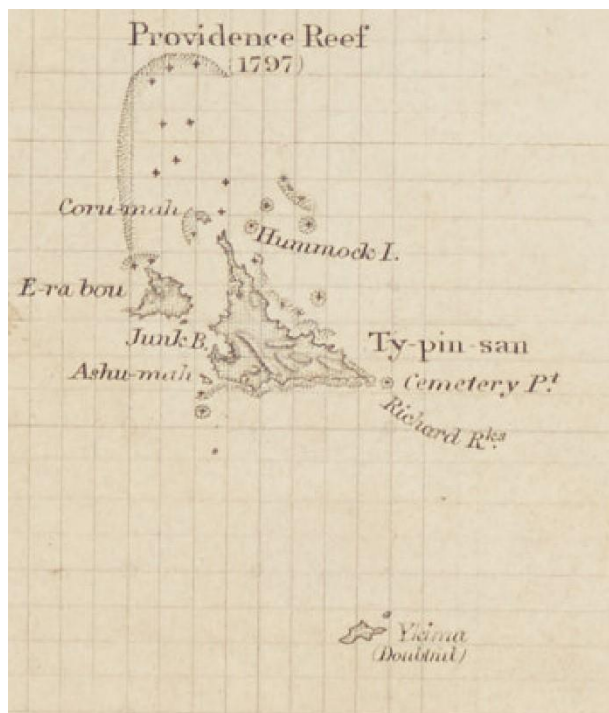 Providence Reef
(1797)
Coru-mah
Hummock I.
E-ra bou
Junk B.
Ty-pin-san
Ashu-mah
Cemetery Pt
Richard Rks
Ykima
(Doubtful)